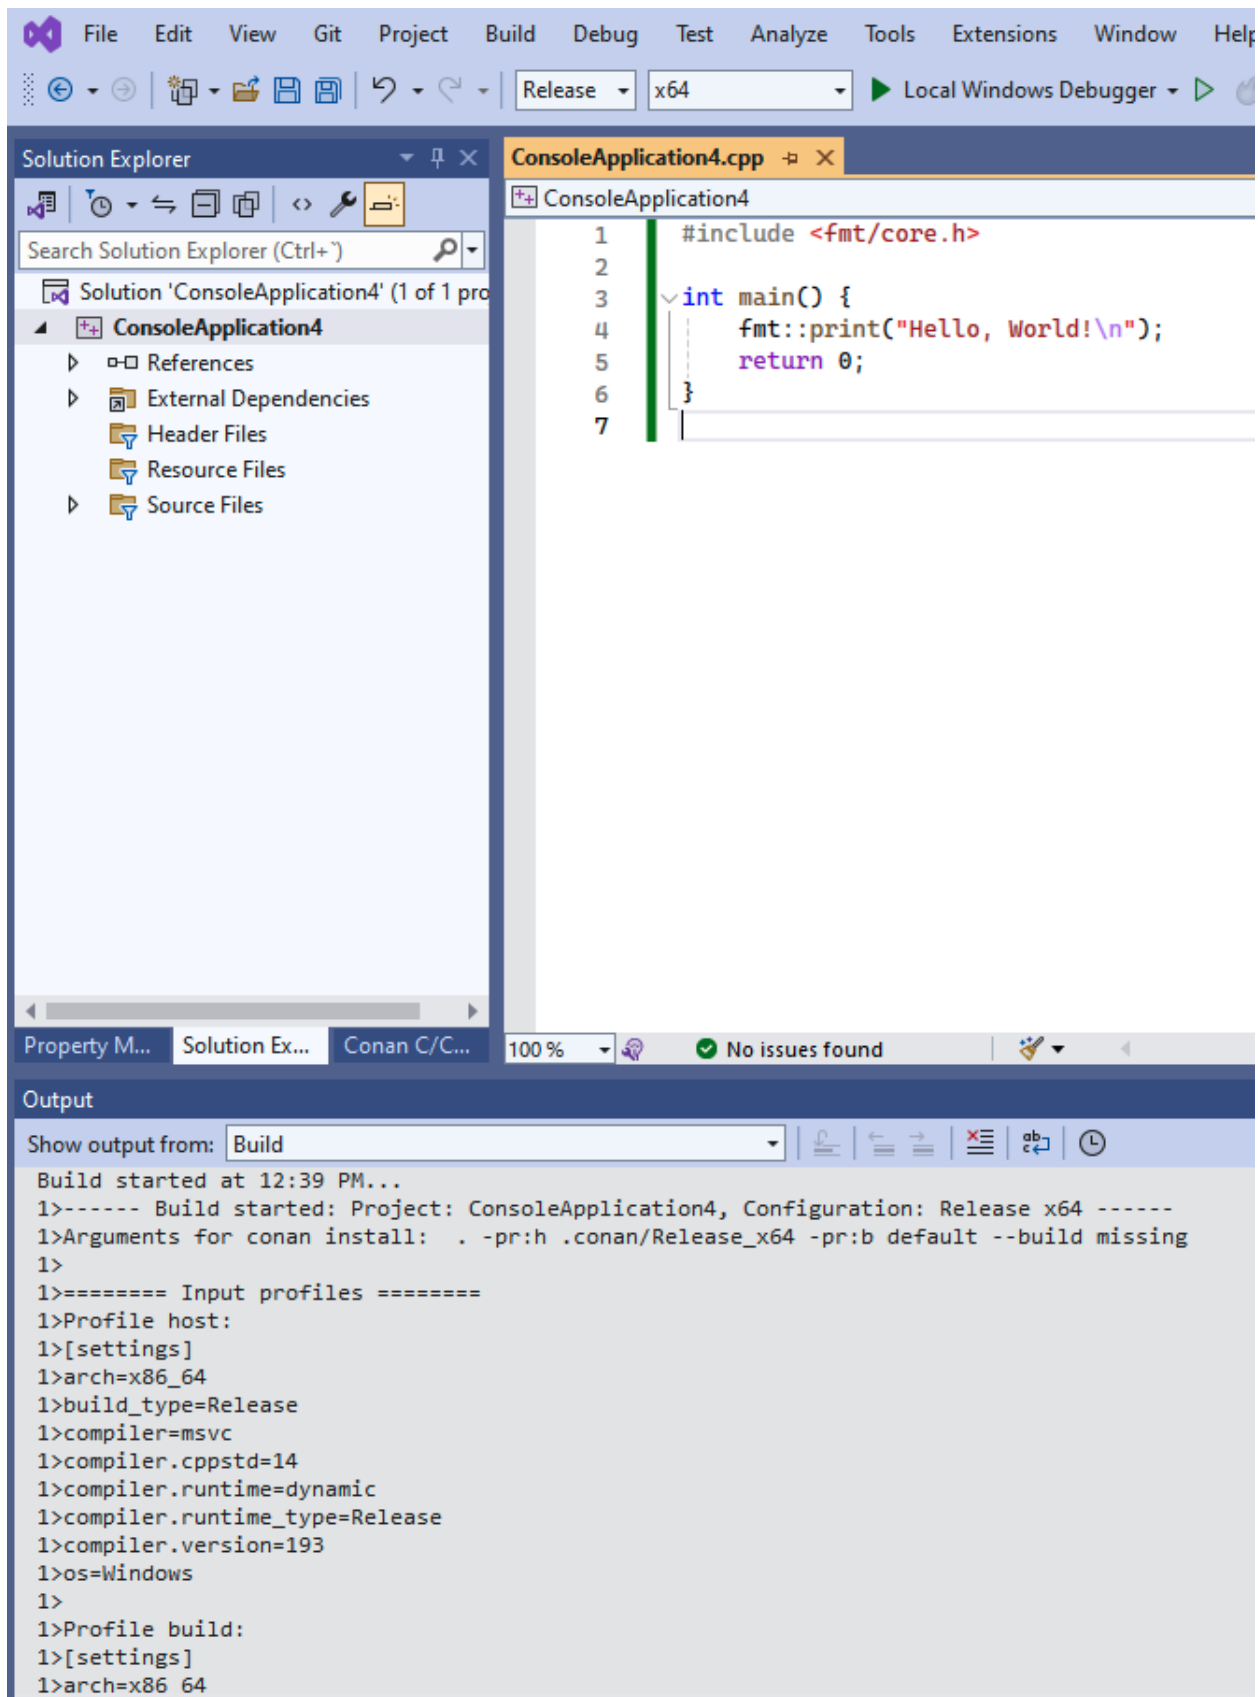 File Edit View Git Project Build Debug Test Analyze Tools Extensions Window Help
Release x64 Local Windows Debugger
Solution Explorer
ConsoleApplication4.cpp
ConsoleApplication4
Search Solution Explorer (Ctrl+`)
Solution 'ConsoleApplication4' (1 of 1 pro
ConsoleApplication4
References
External Dependencies
Header Files
Resource Files
Source Files
1 #include <fmt/core.h>
2
3 int main() {
4 fmt::print("Hello, World!\n");
5 return 0;
6 }
7
Property M... Solution Ex... Conan C/C...
100 % No issues found
Output
Show output from: Build
Build started at 12:39 PM...
1>------ Build started: Project: ConsoleApplication4, Configuration: Release x64 ------
1>Arguments for conan install:  . -pr:h .conan/Release_x64 -pr:b default --build missing
1>
1>======== Input profiles ========
1>Profile host:
1>[settings]
1>arch=x86_64
1>build_type=Release
1>compiler=msvc
1>compiler.cppstd=14
1>compiler.runtime=dynamic
1>compiler.runtime_type=Release
1>compiler.version=193
1>os=Windows
1>
1>Profile build:
1>[settings]
1>arch=x86_64